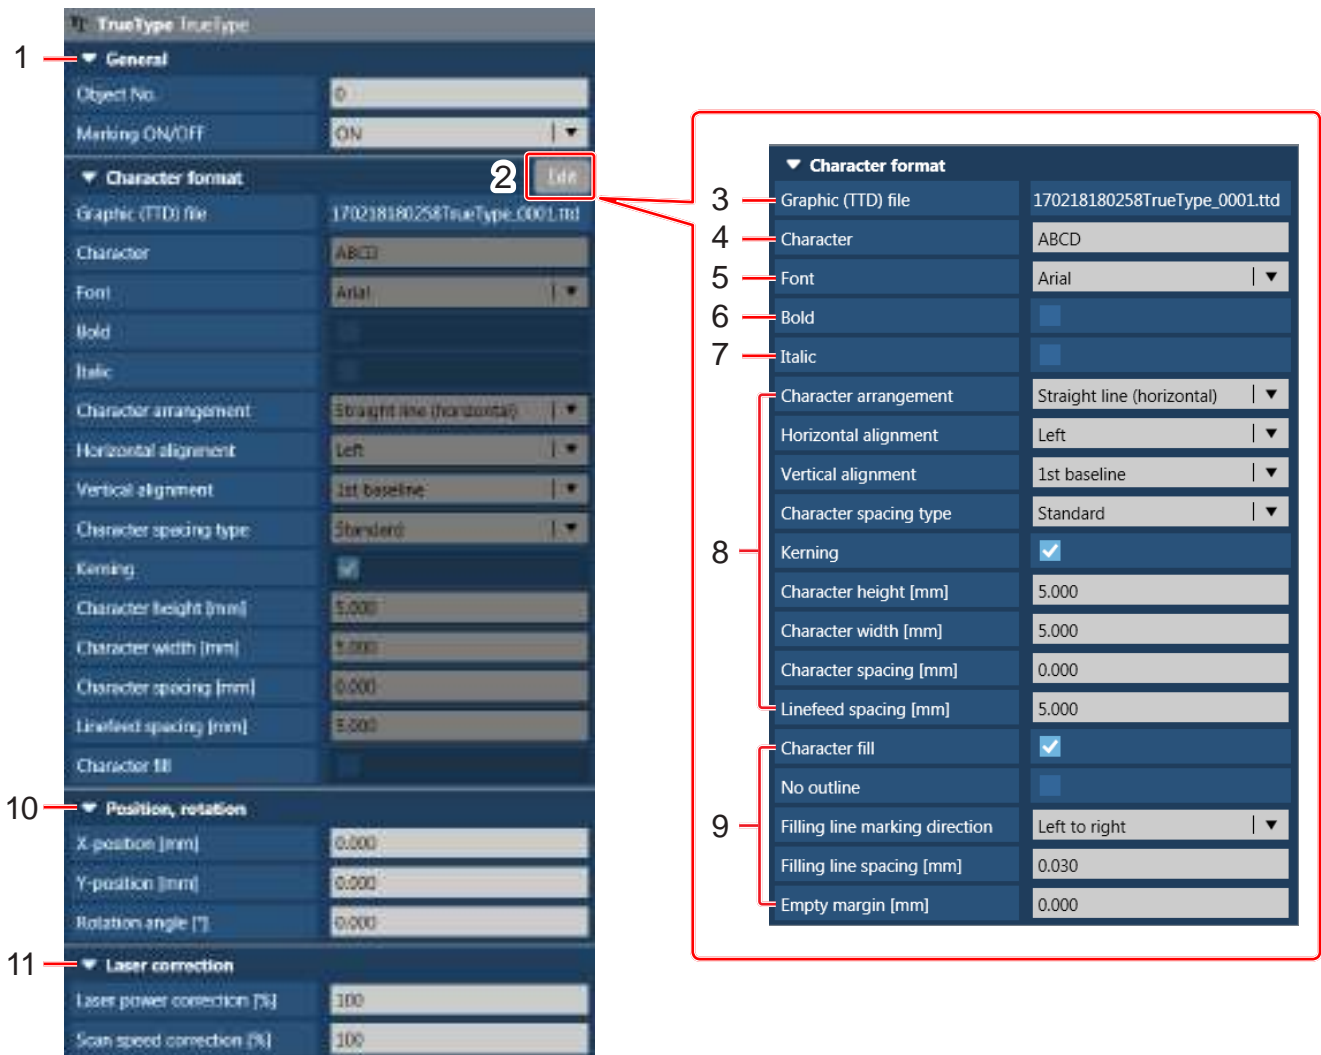 TrueType TrueType
1
General
Object No. 0
Marking ON/OFF ON
2
Character format Edit
Graphic (TTD) file 170218180258TrueType_0001.ttd
Character ABCD
Font Arial
Bold
Italic
Character arrangement Straight line (horizontal)
Horizontal alignment Left
Vertical alignment 1st baseline
Character spacing type Standard
Kerning
Character height [mm] 5.000
Character width [mm] 5.000
Character spacing [mm] 0.000
Linefeed spacing [mm] 5.000
Character fill
10
Position, rotation
X-position [mm] 0.000
Y-position [mm] 0.000
Rotation angle [°] 0.000
11
Laser correction
Laser power correction [%] 100
Scan speed correction [%] 100
Character format
3 Graphic (TTD) file 170218180258TrueType_0001.ttd
4 Character ABCD
5 Font Arial
6 Bold
7 Italic
Character arrangement Straight line (horizontal)
Horizontal alignment Left
Vertical alignment 1st baseline
Character spacing type Standard
8 Kerning
Character height [mm] 5.000
Character width [mm] 5.000
Character spacing [mm] 0.000
Linefeed spacing [mm] 5.000
Character fill
No outline
9 Filling line marking direction Left to right
Filling line spacing [mm] 0.030
Empty margin [mm] 0.000